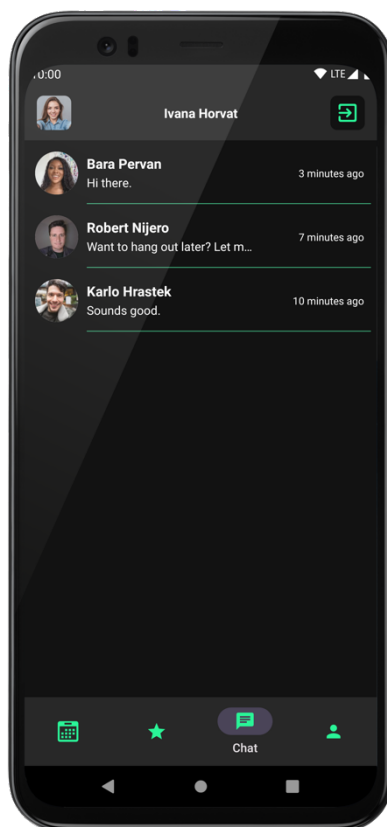 LTE
Ivana Horvat
Bara Pervan
Hi there.
3 minutes ago
Robert Nijero
Want to hang out later? Let m...
7 minutes ago
Karlo Hrastek
Sounds good.
10 minutes ago
Chat